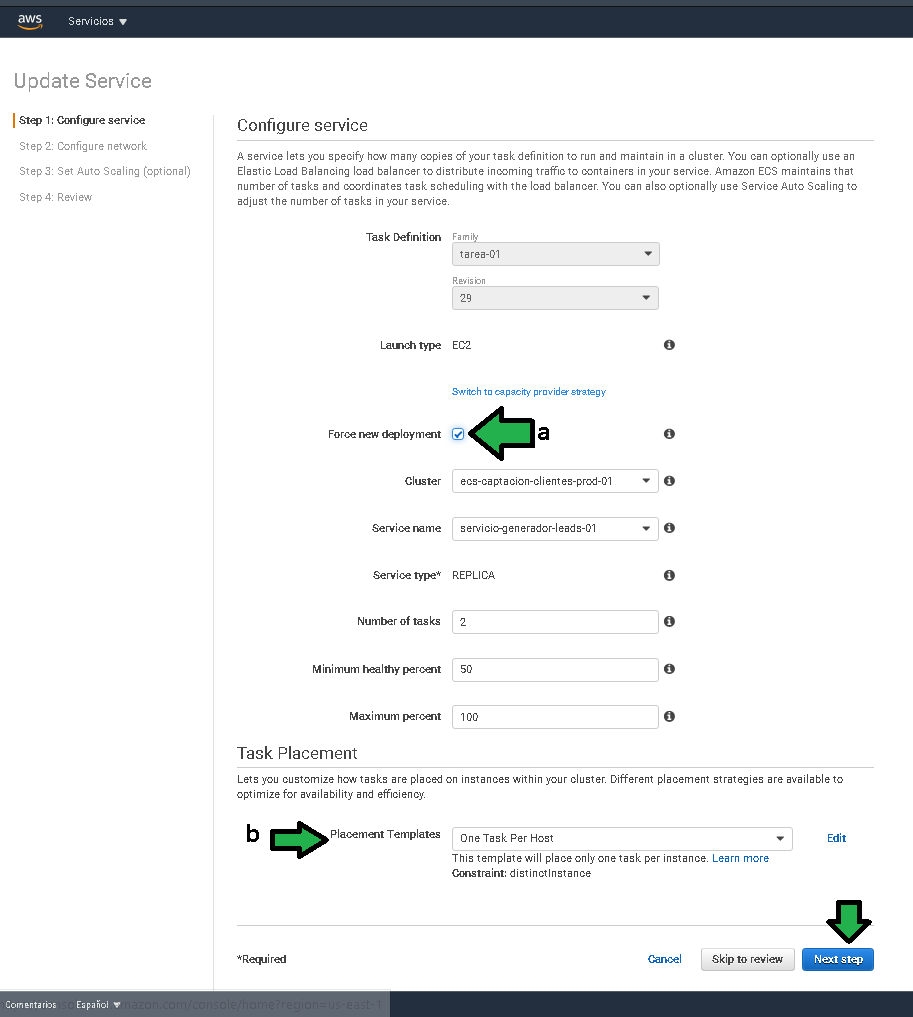 aws Servicios
Update Service
Step 1: Configure service
Step 2: Configure network
Step 3: Set Auto Scaling (optional)
Step 4: Review
Configure service
A service lets you specify how many copies of your task definition to run and maintain in a cluster. You can optionally use an
Elastic Load Balancing load balancer to distribute incoming traffic to containers in your service. Amazon ECS maintains that
number of tasks and coordinates task scheduling with the load balancer. You can also optionally use Service Auto Scaling to
adjust the number of tasks in your service.
Task Definition
Family
tarea-01
Revision
29
Launch type EC2
Switch to capacity provider strategy
Force new deployment a
Cluster ecs-captacion-clientes-prod-01
Service name servicio-generador-leads-01
Service type* REPLICA
Number of tasks 2
Minimum healthy percent 50
Maximum percent 100
Task Placement
Lets you customize how tasks are placed on instances within your cluster. Different placement strategies are available to
optimize for availability and efficiency.
b Placement Templates One Task Per Host Edit
This template will place only one task per instance. Learn more
Constraint: distinctInstance
*Required Cancel Skip to review Next step
Comentarios Español amazon.com/console/home?region=us-east-1